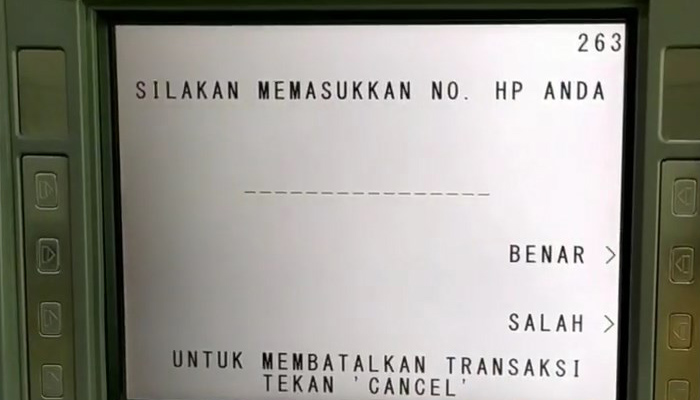 263
SILAKAN MEMASUKKAN NO. HP ANDA
----------------
BENAR >
SALAH >
UNTUK MEMBATALKAN TRANSAKSI
TEKAN 'CANCEL'